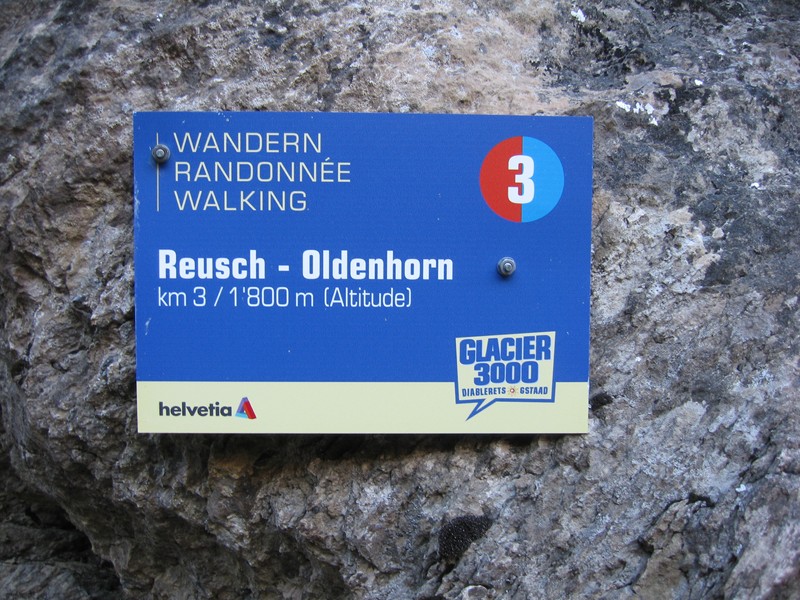 WANDERN
RANDONNÉE
WALKING
3
Reusch - Oldenhorn
km 3 / 1'800 m (Altitude)
GLACIER
3000
DIABLERETS GSTAAD
helvetia